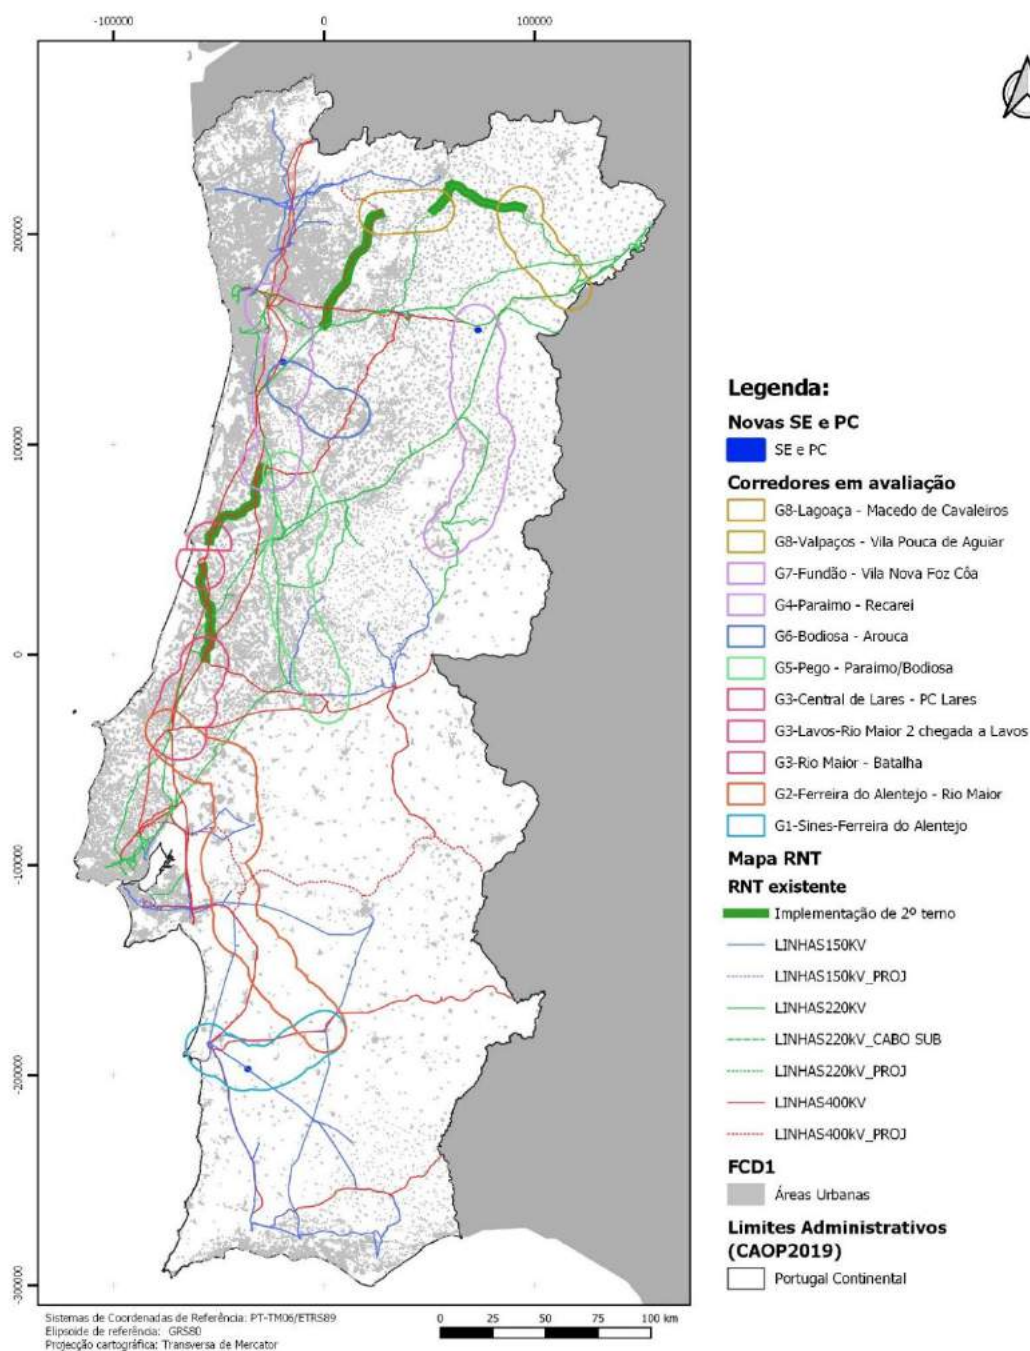 -100000
0
100000
200000
100000
0
-100000
-200000
-300000
Legenda:
Novas SE e PC
SE e PC
Corredores em avaliação
G8-Lagoaça - Macedo de Cavaleiros
G8-Valpaços - Vila Pouca de Aguiar
G7-Fundão - Vila Nova Foz Côa
G4-Paraimo - Recarei
G6-Bodiosa - Arouca
G5-Pego - Paraimo/Bodiosa
G3-Central de Lares - PC Lares
G3-Lavos-Rio Maior 2 chegada a Lavos
G3-Rio Maior - Batalha
G2-Ferreira do Alentejo - Rio Maior
G1-Sines-Ferreira do Alentejo
Mapa RNT
RNT existente
Implementação de 2º terno
LINHAS150KV
LINHAS150kV_PROJ
LINHAS220KV
LINHAS220kV_CABO SUB
LINHAS220kV_PROJ
LINHAS400KV
LINHAS400kV_PROJ
FCD1
Áreas Urbanas
Limites Administrativos
(CAOP2019)
Portugal Continental
Sistemas de Coordenadas de Referência: PT-TM06/ETRS89
Elipsoide de referência: GRS80
Projecção cartográfica: Transversa de Mercator
0 25 50 75 100 km